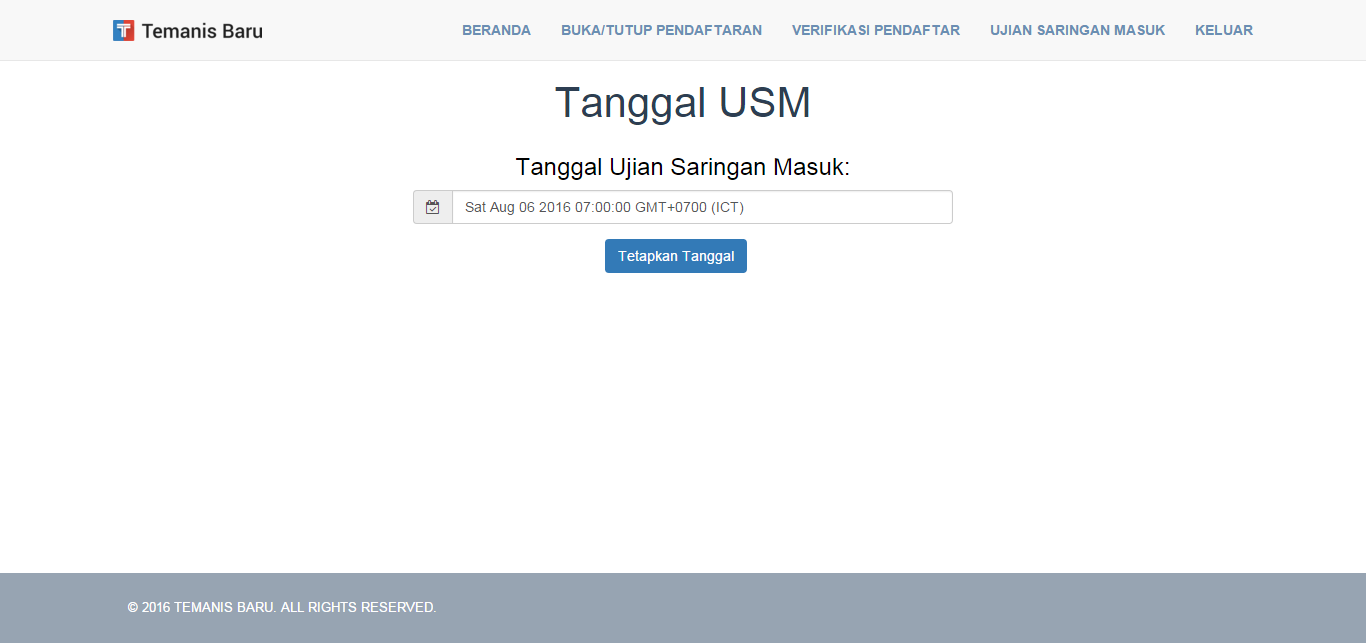 Temanis Baru
BERANDA BUKA/TUTUP PENDAFTARAN VERIFIKASI PENDAFTAR UJIAN SARINGAN MASUK KELUAR
Tanggal USM
Tanggal Ujian Saringan Masuk:
Sat Aug 06 2016 07:00:00 GMT+0700 (ICT)
Tetapkan Tanggal
© 2016 TEMANIS BARU. ALL RIGHTS RESERVED.